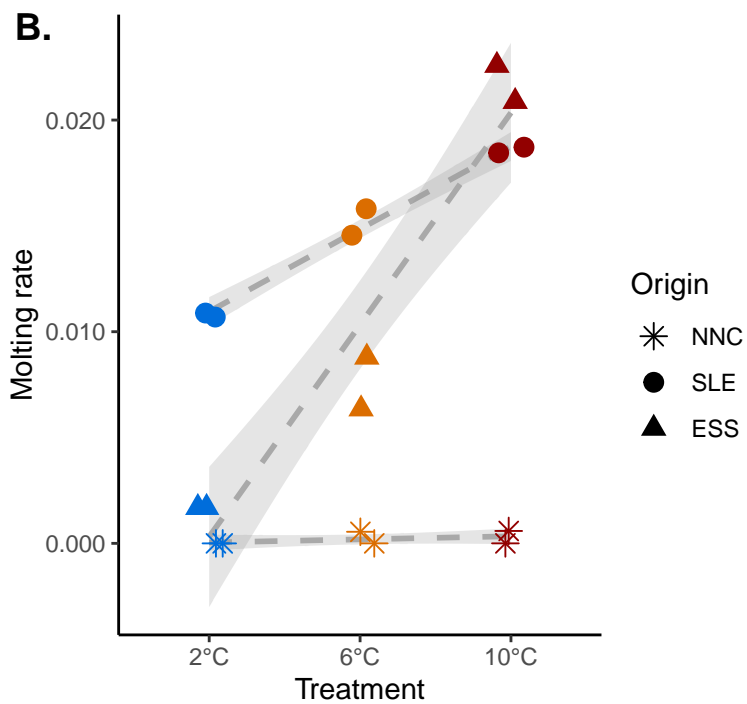 B.
0.020
0.010
0.000
Molting rate
2°C 6°C 10°C
Treatment
Origin
NNC
SLE
ESS